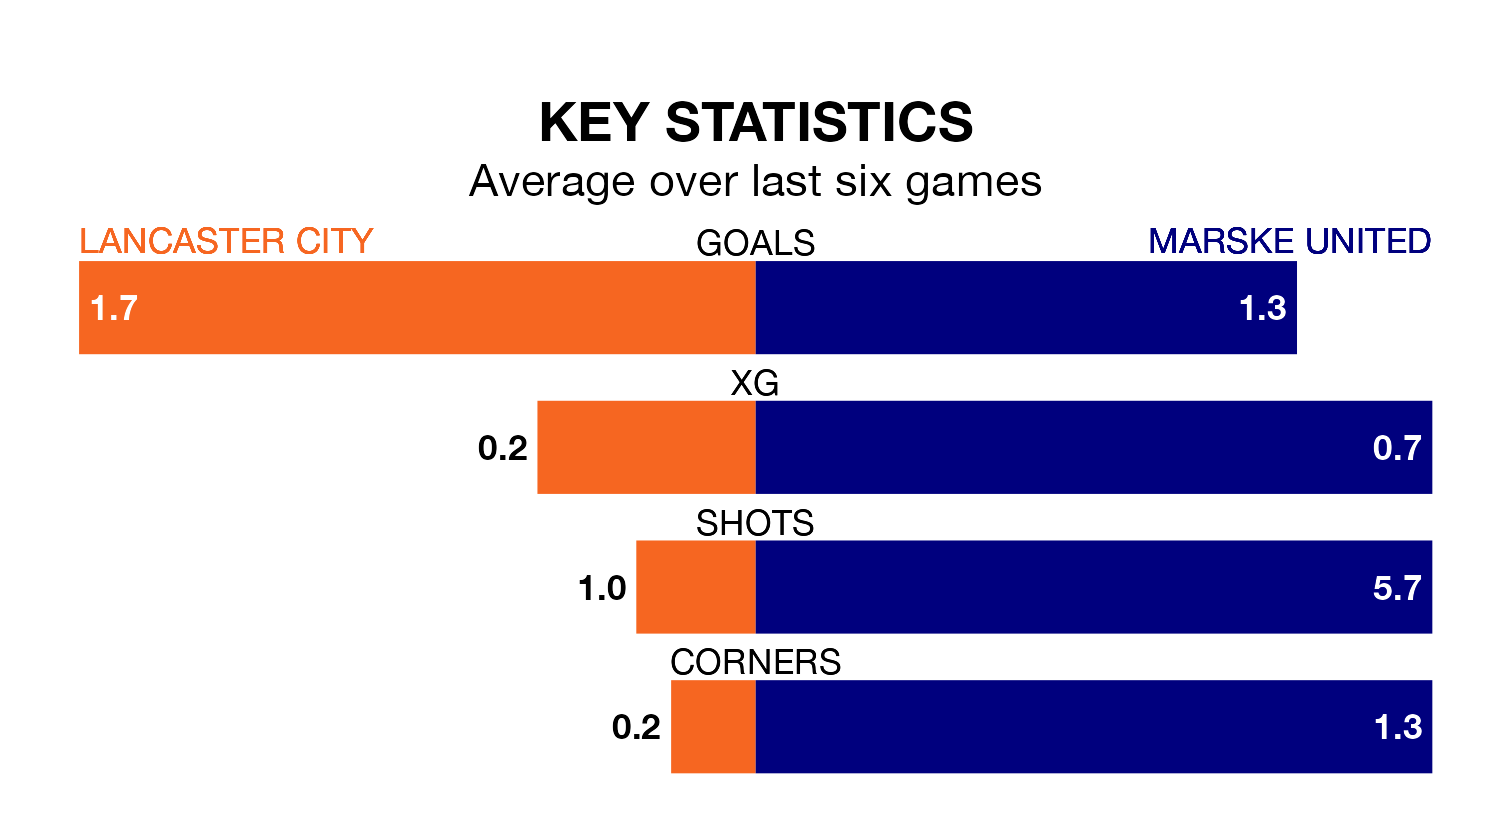 KEY STATISTICS
Average over last six games
LANCASTER CITY GOALS MARSKE UNITED
1.7 1.3
XG
0.2 0.7
SHOTS
1.0 5.7
CORNERS
0.2 1.3